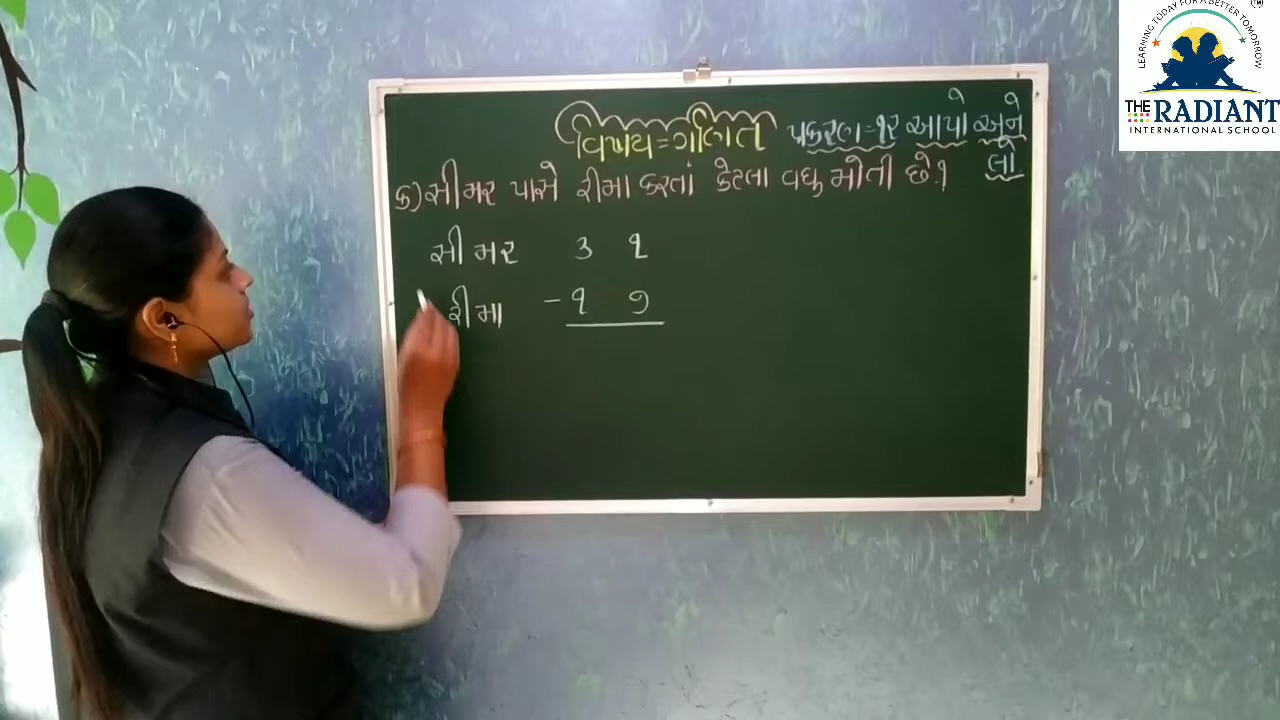 વિષય=ગણિત પ્રકરણ=૧૨ આપો અને
લો
ક) સીમર પાસે રીમા કરતાં કેટલા વધુ મોતી છે.?
સીમર ૩ ૧
રીમા -૧ ૭
LEARNING TODAY FOR A BETTER TOMORROW
TM
THE RADIANT
INTERNATIONAL SCHOOL